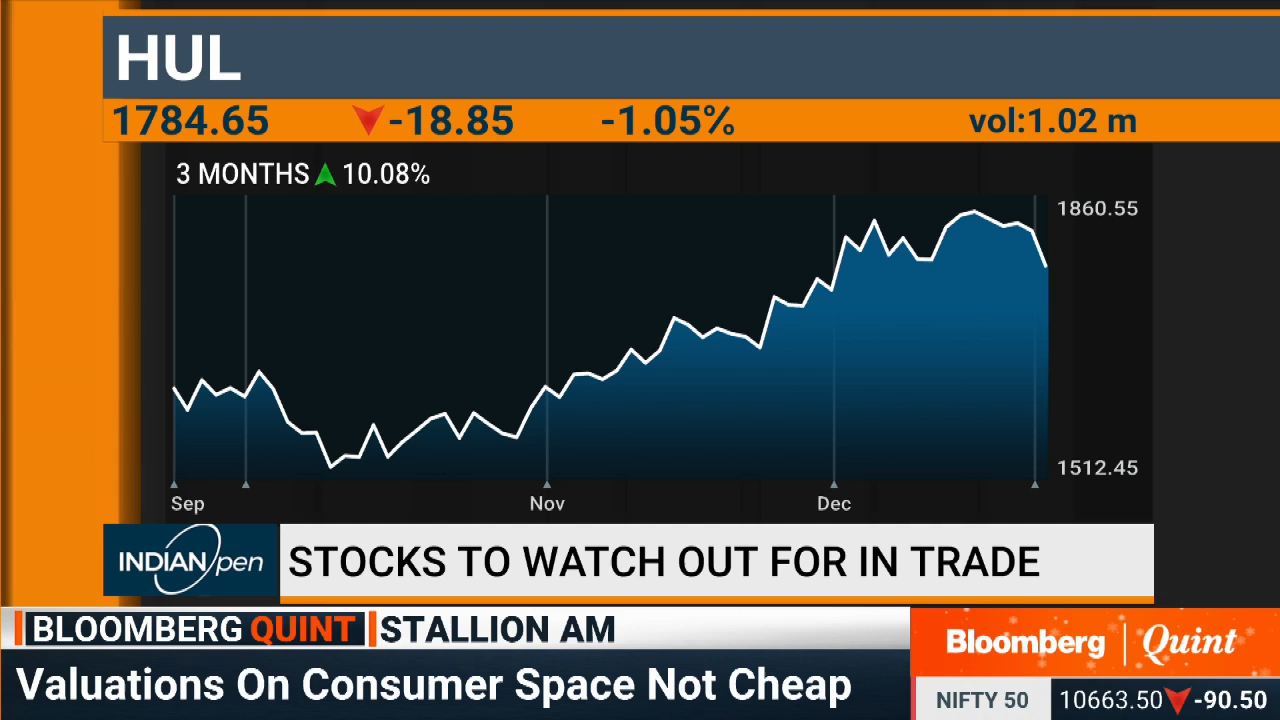 HUL
1784.65 -18.85 -1.05% vol:1.02 m
3 MONTHS 10.08%
1860.55
1512.45
Sep Nov Dec
INDIAN Open STOCKS TO WATCH OUT FOR IN TRADE
BLOOMBERG QUINT STALLION AM
Valuations On Consumer Space Not Cheap
Bloomberg | Quint
NIFTY 50 10663.50 -90.50